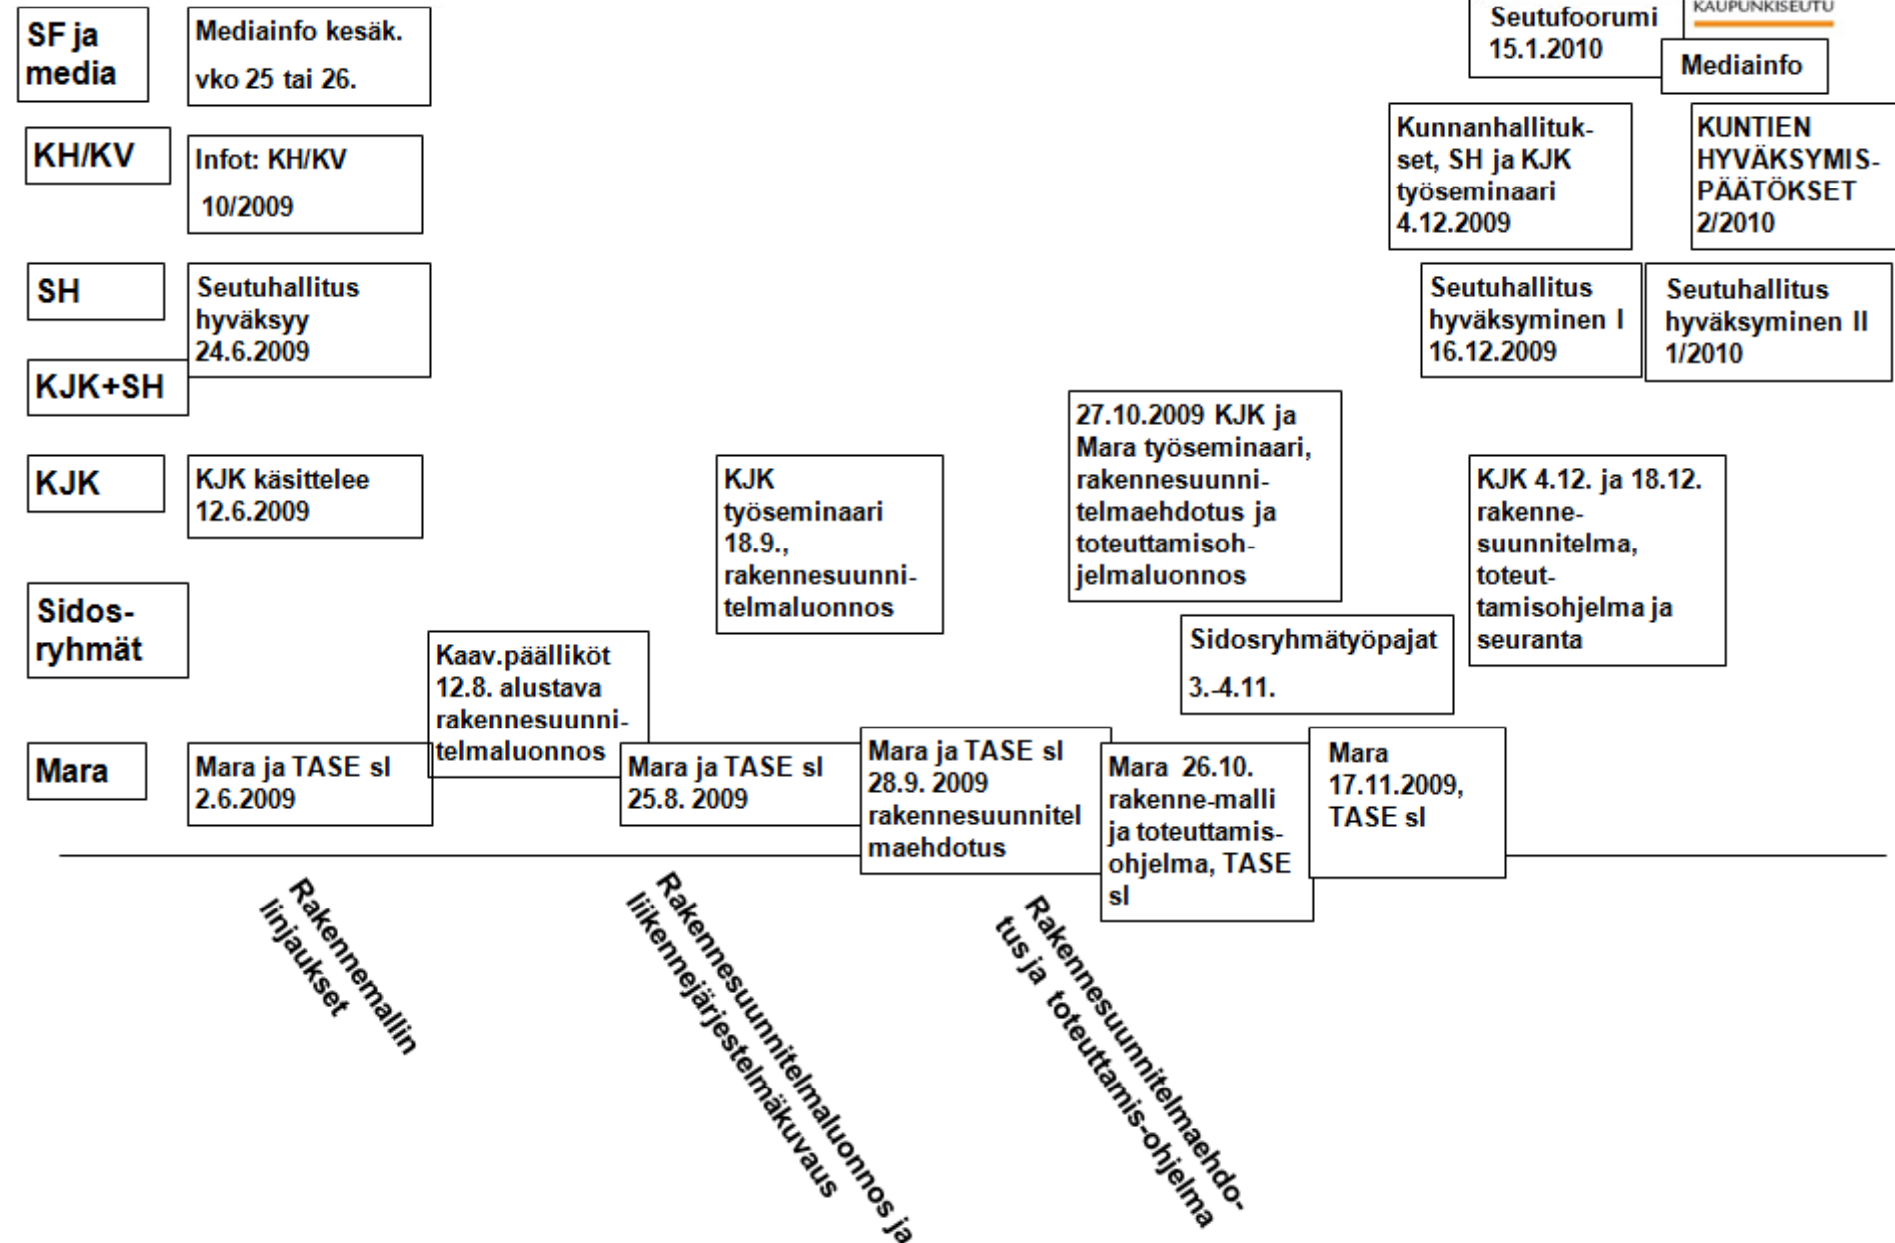 SF ja
media
Mediainfo kesäk.
vko 25 tai 26.
Seutufoorumi
15.1.2010
KAUPUNKISEUTU
Mediainfo
KH/KV
Infot: KH/KV
10/2009
Kunnanhallituk-
set, SH ja KJK
työseminaari
4.12.2009
KUNTIEN
HYVÄKSYMIS-
PÄÄTÖKSET
2/2010
SH
Seutuhallitus
hyväksyy
24.6.2009
Seutuhallitus
hyväksyminen I
16.12.2009
Seutuhallitus
hyväksyminen II
1/2010
KJK+SH
27.10.2009 KJK ja
Mara työseminaari,
rakennesuunni-
telmaehdotus ja
toteuttamisoh-
jelmaluonnos
KJK
KJK käsittelee
12.6.2009
KJK
työseminaari
18.9.,
rakennesuunni-
telmaluonnos
KJK 4.12. ja 18.12.
rakenne-
suunnitelma,
toteut-
tamisohjelma ja
seuranta
Sidos-
ryhmät
Kaav.päälliköt
12.8. alustava
rakennesuunni-
telmaluonnos
Sidosryhmätyöpajat
3.-4.11.
Mara
Mara ja TASE sl
2.6.2009
Mara ja TASE sl
25.8. 2009
Mara ja TASE sl
28.9. 2009
rakennesuunnitel
maehdotus
Mara 26.10.
rakenne-malli
ja toteuttamis-
ohjelma, TASE
sl
Mara
17.11.2009,
TASE sl
Rakennemallin
linjaukset
Rakennesuunnitelmaluonnos ja
liikennejärjestelmäkuvaus
Rakennesuunnitelmaehdo-
tus ja toteuttamis-ohjelma